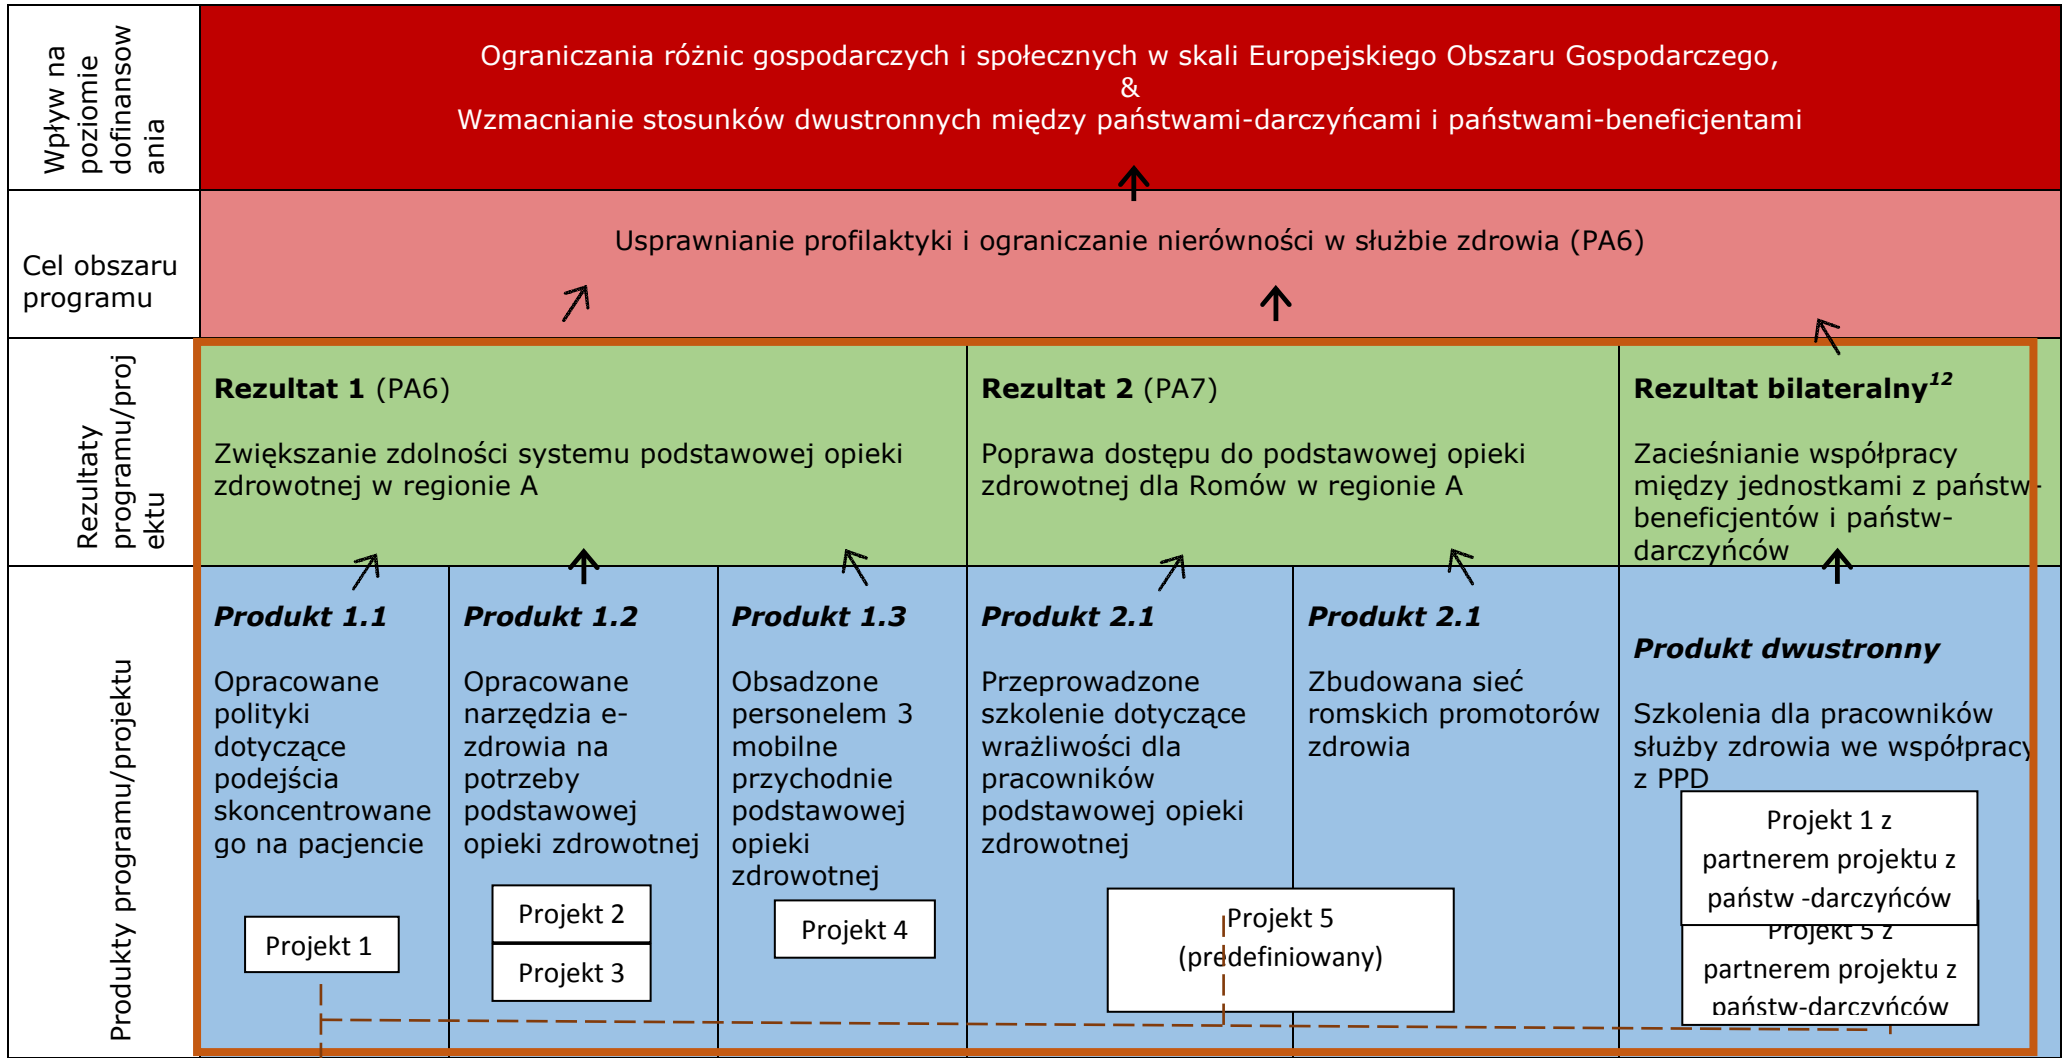 Wpływ na
poziomie
dofinansow
ania
Ograniczania różnic gospodarczych i społecznych w skali Europejskiego Obszaru Gospodarczego,
&
Wzmacnianie stosunków dwustronnych między państwami-darczyńcami i państwami-beneficjentami
Cel obszaru
programu
Usprawnianie profilaktyki i ograniczanie nierówności w służbie zdrowia (PA6)
Rezultaty
programu/proj
ektu
Rezultat 1 (PA6)
Zwiększanie zdolności systemu podstawowej opieki
zdrowotnej w regionie A
Rezultat 2 (PA7)
Poprawa dostępu do podstawowej opieki
zdrowotnej dla Romów w regionie A
Rezultat bilateralny12
Zacieśnianie współpracy
między jednostkami z państw-
beneficjentów i państw-
darczyńców
Produkty programu/projektu
Produkt 1.1
Opracowane
polityki
dotyczące
podejścia
skoncentrowane
go na pacjencie
Projekt 1
Produkt 1.2
Opracowane
narzędzia e-
zdrowia na
potrzeby
podstawowej
opieki zdrowotnej
Projekt 2
Projekt 3
Produkt 1.3
Obsadzone
personelem 3
mobilne
przychodnie
podstawowej
opieki
zdrowotnej
Projekt 4
Produkt 2.1
Przeprowadzone
szkolenie dotyczące
wrażliwości dla
pracowników
podstawowej opieki
zdrowotnej
Produkt 2.1
Zbudowana sieć
romskich promotorów
zdrowia
Projekt 5
(predefiniowany)
Produkt dwustronny
Szkolenia dla pracowników
służby zdrowia we współpracy
z PPD
Projekt 1 z
partnerem projektu z
państw -darczyńców
Projekt 5 z
partnerem projektu z
państw-darczyńców